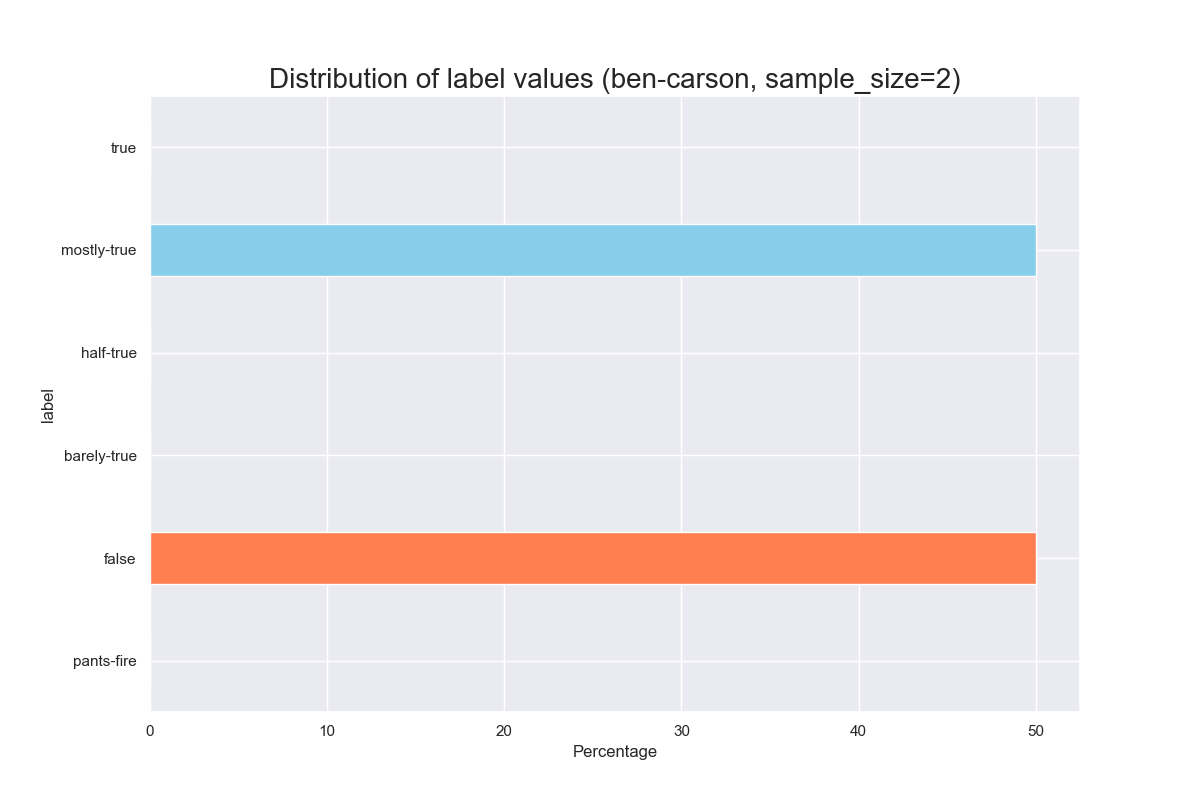 Distribution of label values (ben-carson, sample_size=2)
true
mostly-true
half-true
barely-true
false
pants-fire
label
0 10 20 30 40 50
Percentage